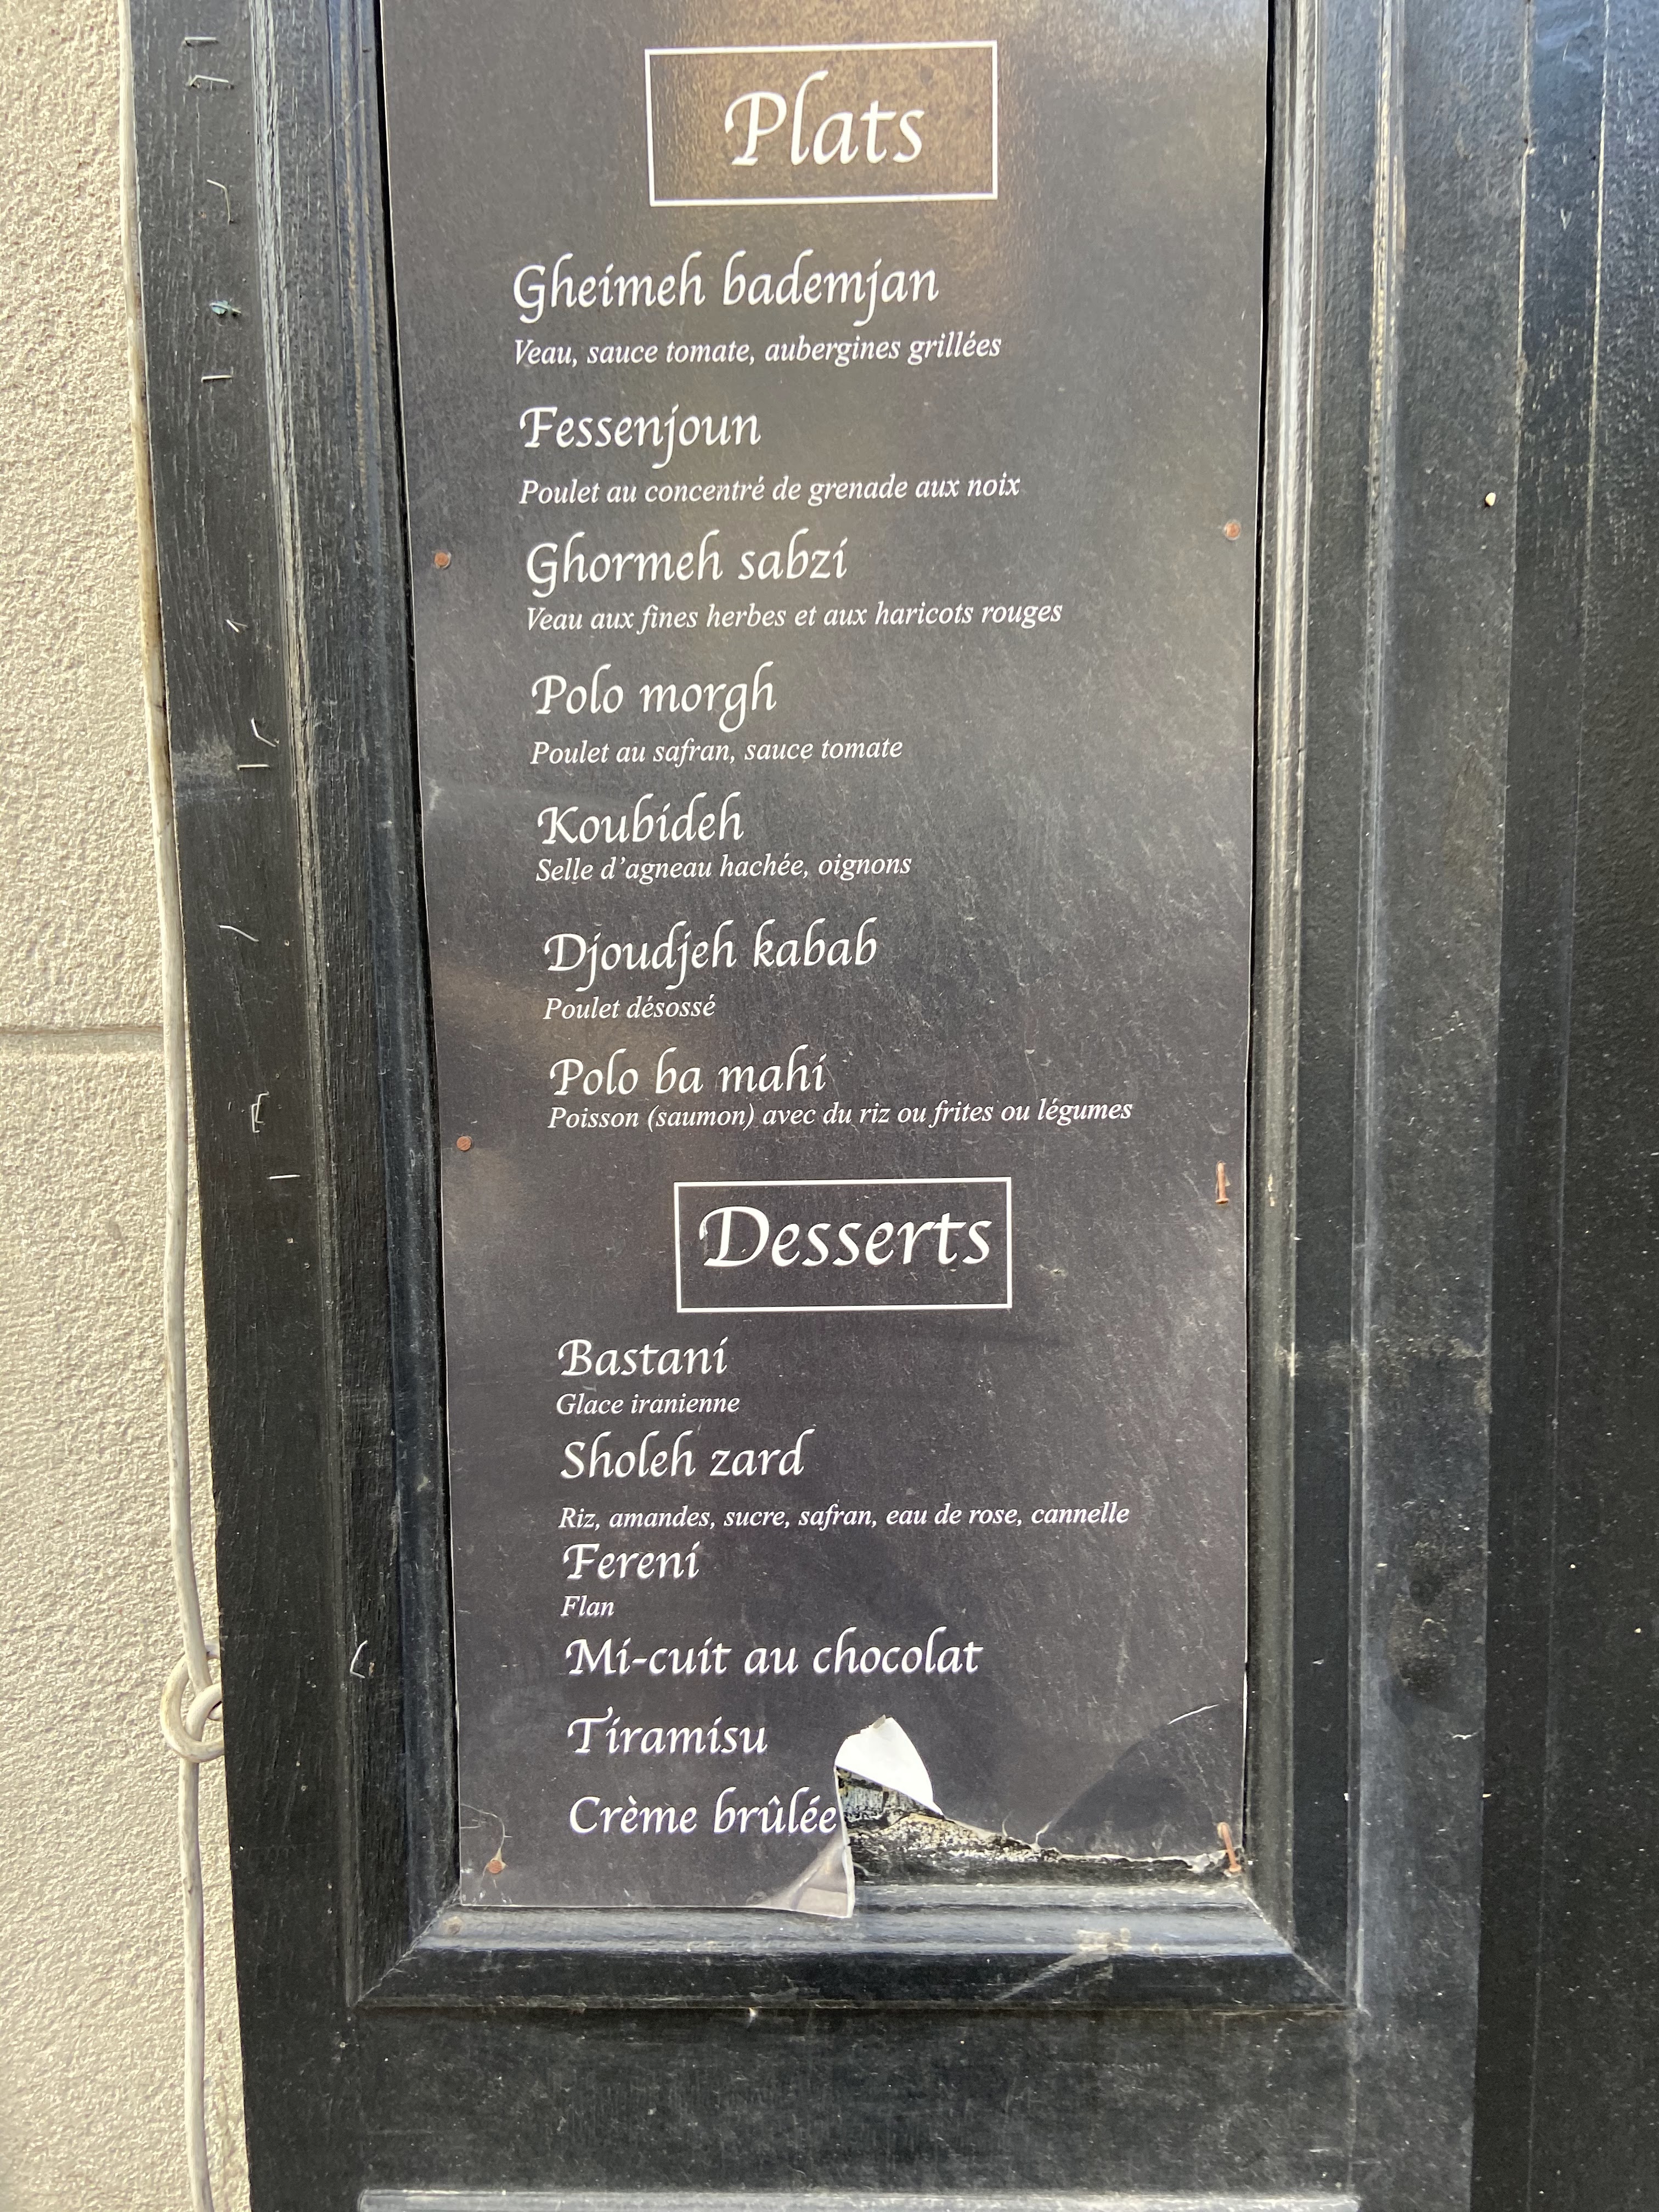 Plats
Gheimeh bademjan
Veau, sauce tomate, aubergines grillées
Fessenjoun
Poulet au concentré de grenade aux noix
Ghormeh sabzi
Veau aux fines herbes et aux haricots rouges
Polo morgh
Poulet au safran, sauce tomate
Koubideh
Selle d'agneau hachée, oignons
Djoudjeh kabab
Poulet désossé
Polo ba mahi
Poisson (saumon) avec du riz ou frites ou légumes
Desserts
Bastani
Glace iranienne
Sholeh zard
Riz, amandes, sucre, safran, eau de rose, cannelle
Fereni
Flan
Mi-cuit au chocolat
Tiramisu
Crème brûlée